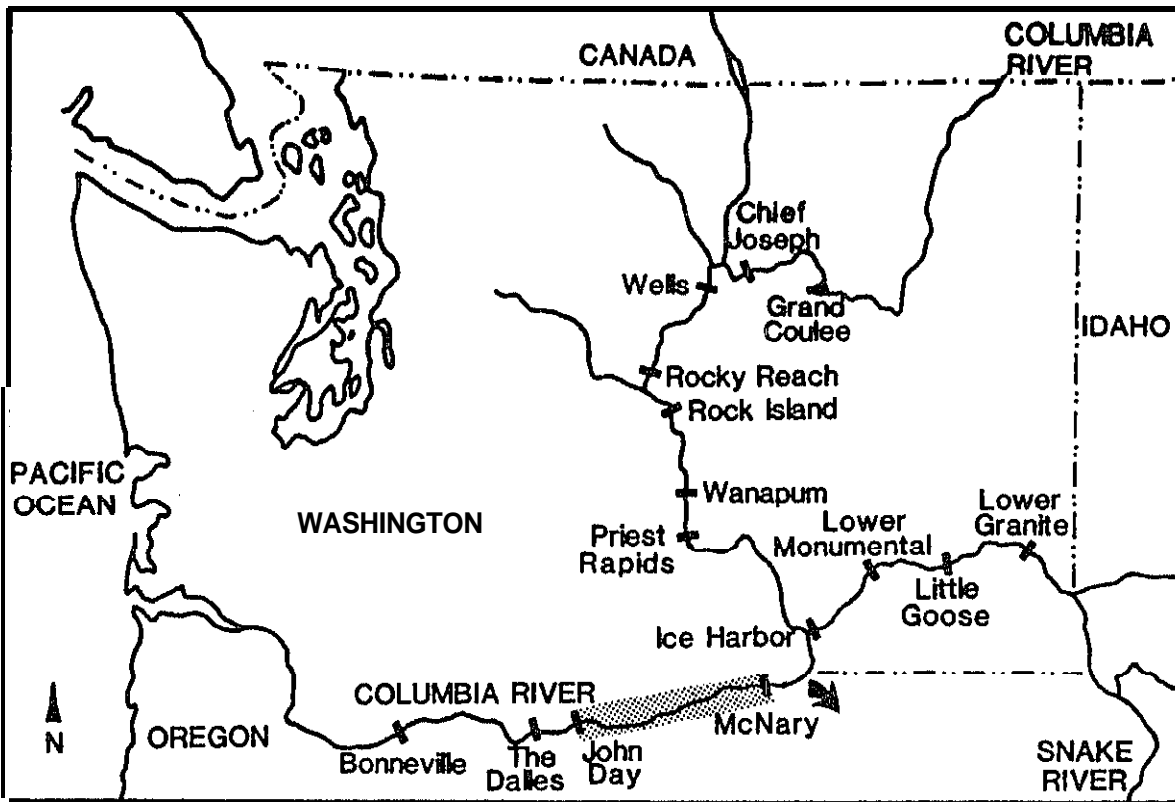 CANADA
COLUMBIA
RIVER
Chief
Joseph
Wells
Grand
Coulee
IDAHO
Rocky Reach
Rock Island
PACIFIC
OCEAN
WASHINGTON
Wanapum
Priest
Rapids
Lower
Monumental
Lower
Granite
Little
Goose
Ice Harbor
COLUMBIA RIVER
McNary
N
OREGON
Bonneville
The
Dalles
John
Day
SNAKE
RIVER